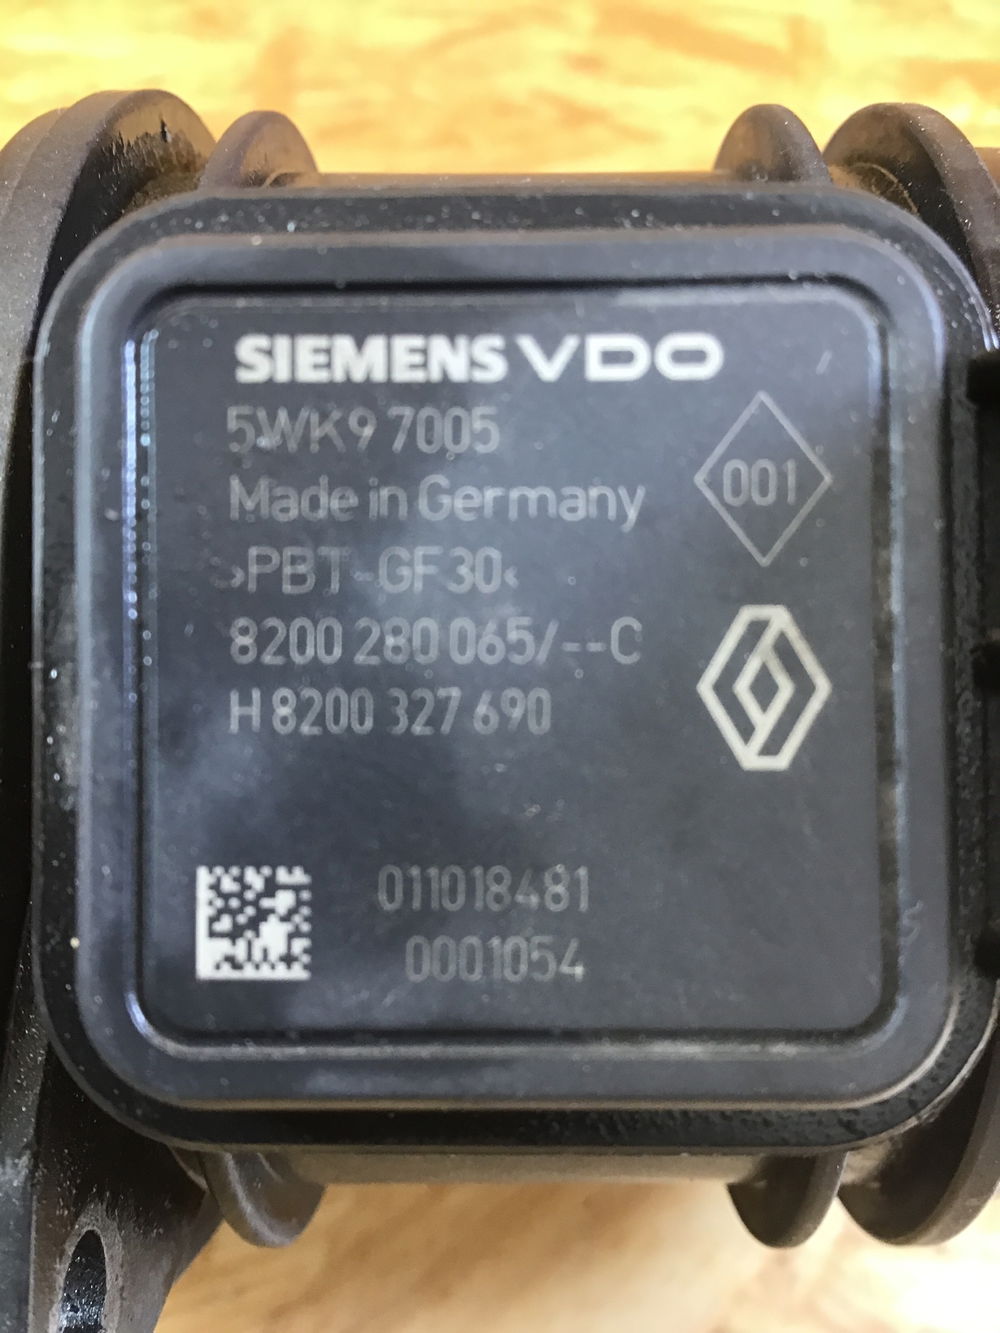 SIEMENS VDO
5WK9 7005
001
Made in Germany
>PBT-GF30<
8200 280 065/--C
H 8200 327 690
011018481
0001054